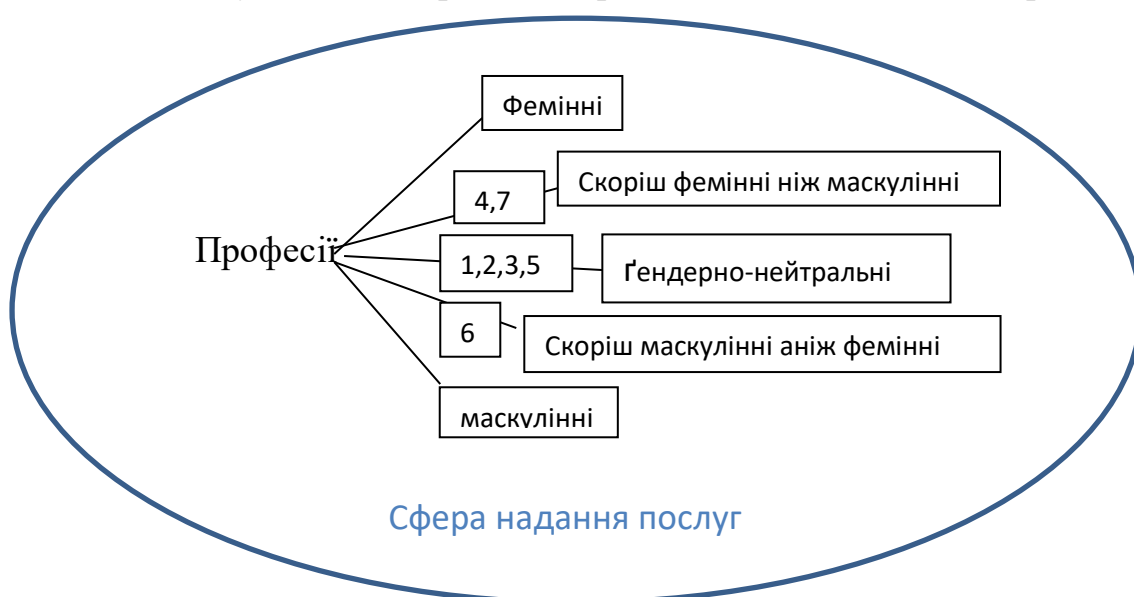 Фемінні
4,7
Скоріш фемінні ніж маскулінні
Професії
1,2,3,5
Ґендерно-нейтральні
6
Скоріш маскулінні аніж фемінні
маскулінні
Сфера надання послуг